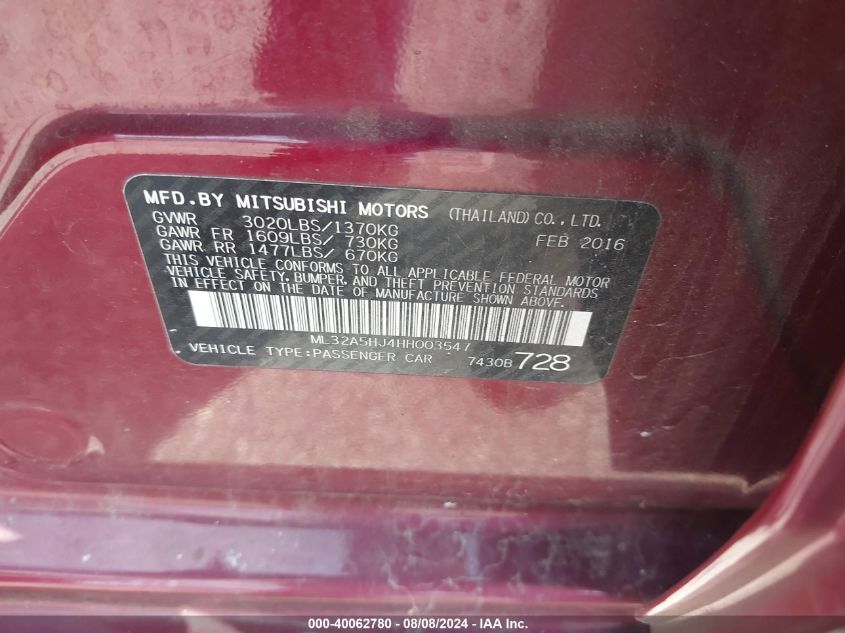 MFD.BY MITSUBISHI MOTORS (THAILAND)CO.,LTD.
GVWR 3020LBS/1370KG FEB 2016
GAWR FR 1609LBS/ 730KG
GAWR RR 1477LBS/ 670KG
THIS VEHICLE CONFORMS TO ALL APPLICABLE FEDERAL MOTOR
VEHICLE SAFETY, BUMPER, AND THEFT PREVENTION STANDARDS
IN EFFECT ON THE DATE OF MANUFACTURE SHOWN ABOVE.
ML32A5HJ4HH003547
VEHICLE TYPE:PASSENGER CAR 7430B 728
000-40062780 - 08/08/2024 - IAA Inc.